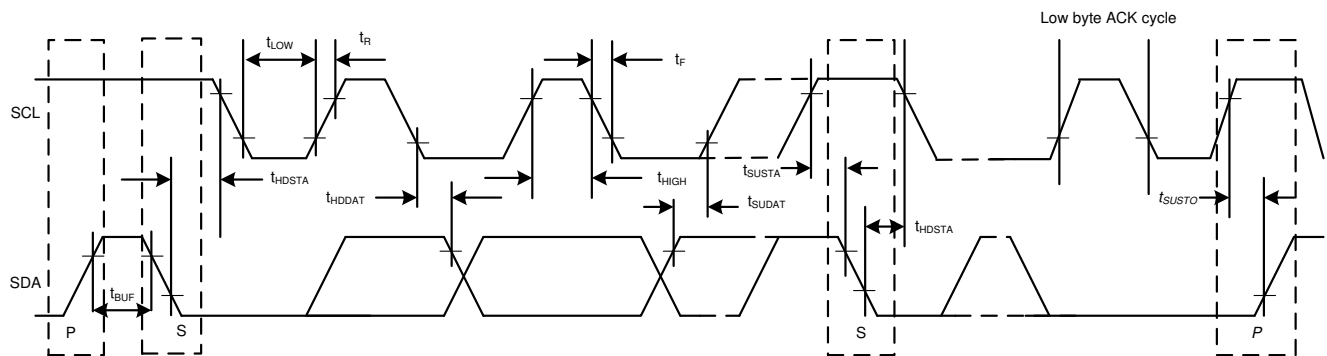 Low byte ACK cycle
tLOW
tR
tF
SCL
tHDSTA
tHDDAT
tHIGH
tSUDAT
tSUSTA
tHDSTA
tSUSTO
SDA
tBUF
P
S
S
P